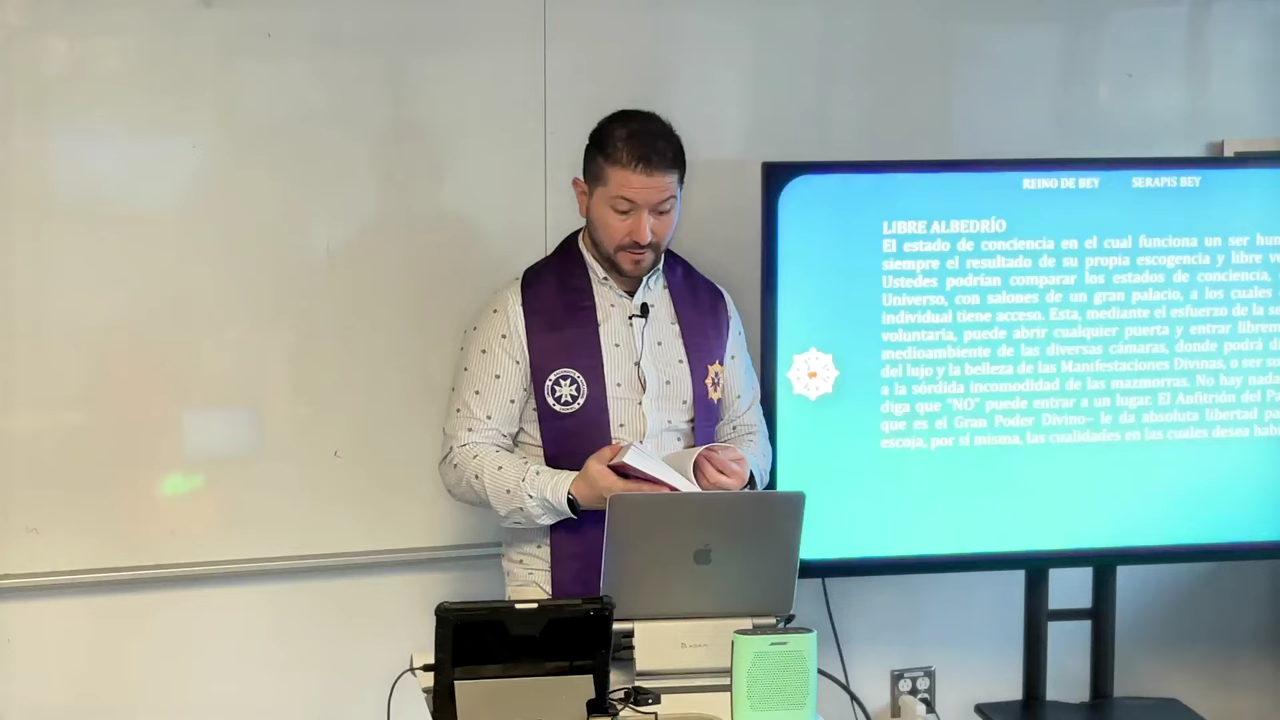 REINO DE BEY SERAPIS BEY
LIBRE ALBEDRÍO
El estado de conciencia en el cual funciona un ser
siempre el resultado de su propia escogencia y libre
Ustedes podrían comparar los estados de conciencia,
Universo, con salones de un gran palacio, a los cuales
individual tiene acceso. Esta, mediante el esfuerzo de la
voluntaria, puede abrir cualquier puerta y entrar
medioambiente de las diversas cámaras, donde podrá
del lujo y la belleza de las Manifestaciones Divinas, o ser
a la sórdida incomodidad de las mazmorras. No hay nada
diga que "NO" puede entrar a un lugar. El Anfitrión del
que es el Gran Poder Divino– le da absoluta libertad
escoja, por sí misma, las cualidades en las cuales desea
BOSE